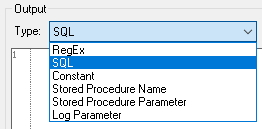 Output
Type: SQL
1
RegEx
SQL
Constant
Stored Procedure Name
Stored Procedure Parameter
Log Parameter